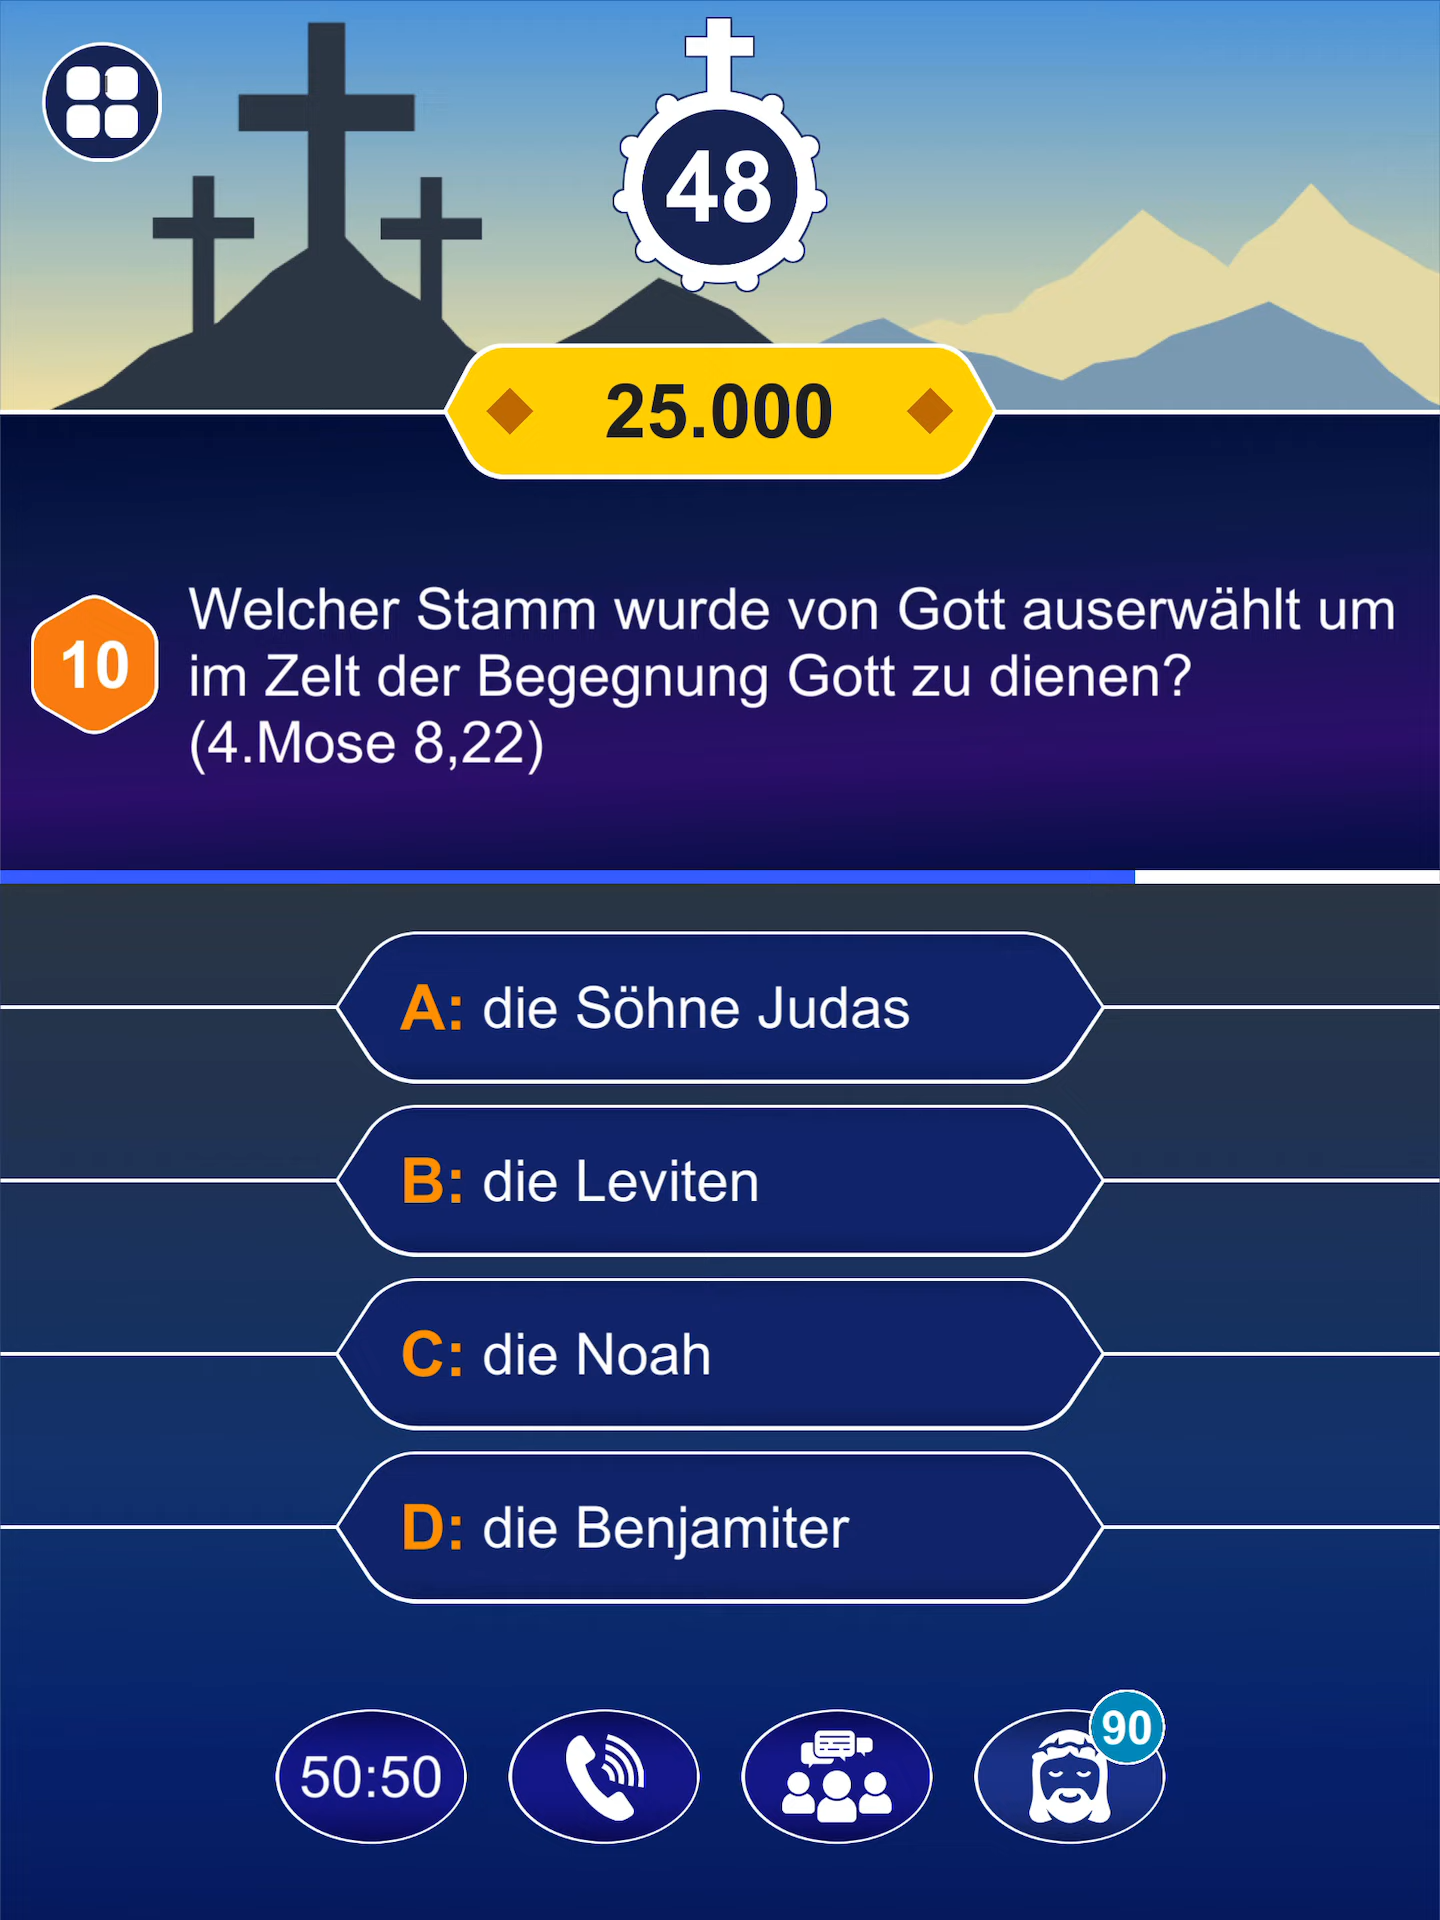 48
25.000
10
Welcher Stamm wurde von Gott auserwählt um
im Zelt der Begegnung Gott zu dienen?
(4.Mose 8,22)
A: die Söhne Judas
B: die Leviten
C: die Noah
D: die Benjamiter
50:50
90